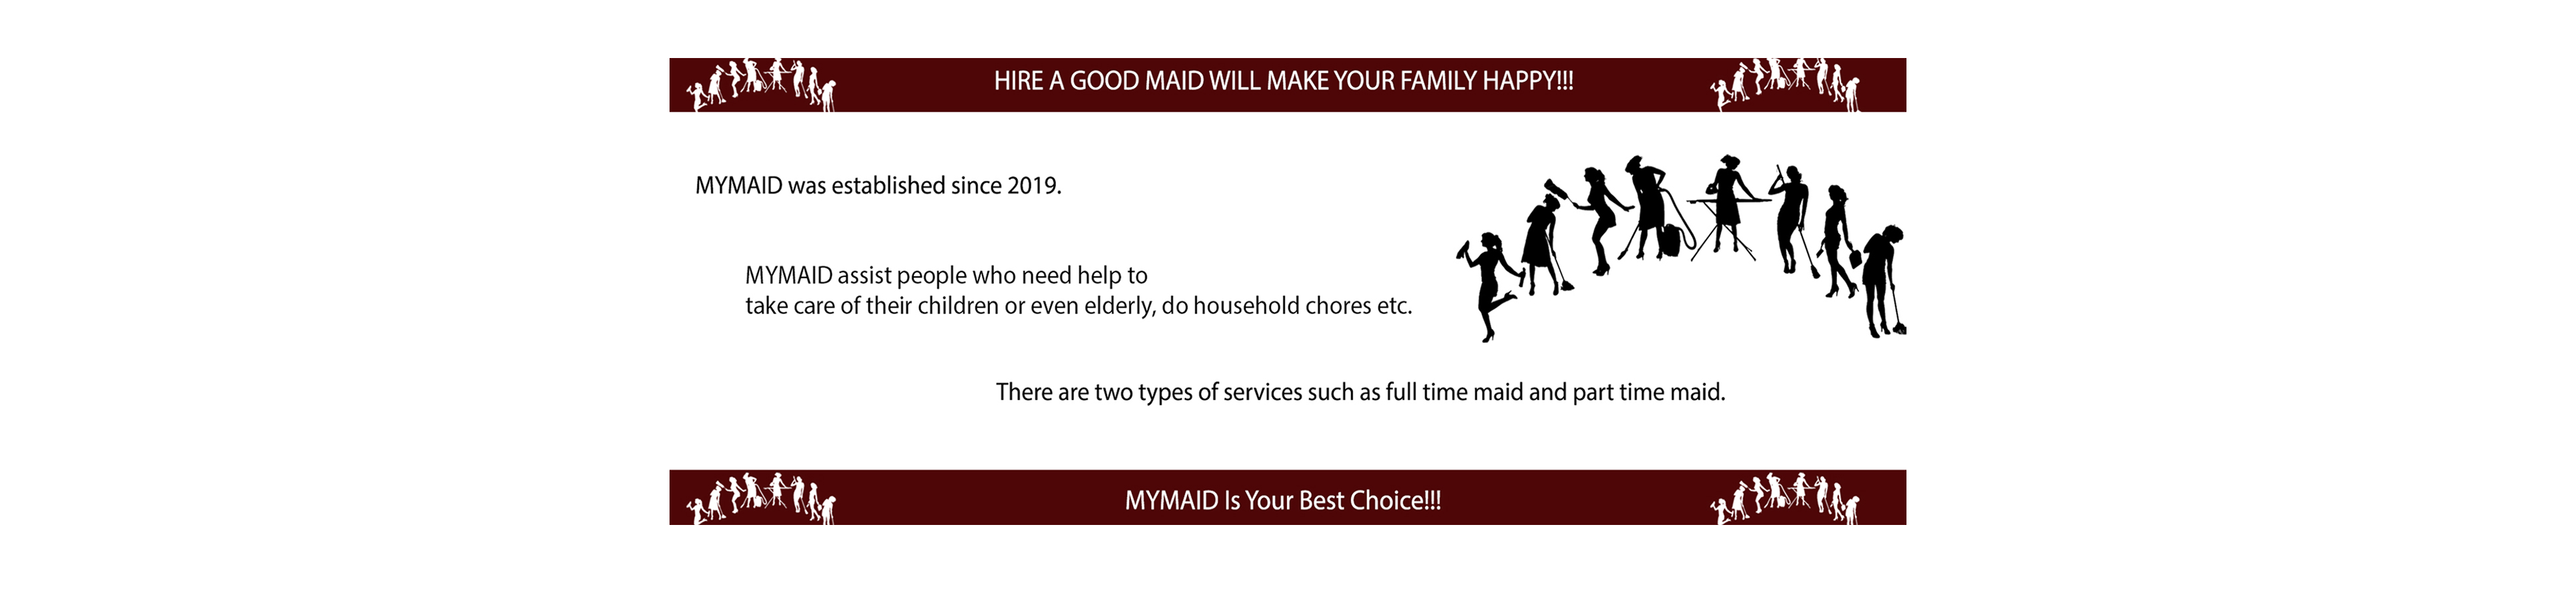 HIRE A GOOD MAID WILL MAKE YOUR FAMILY HAPPY!!!
MYMAID was established since 2019.
MYMAID assist people who need help to
take care of their children or even elderly, do household chores etc.
There are two types of services such as full time maid and part time maid.
MYMAID Is Your Best Choice!!!